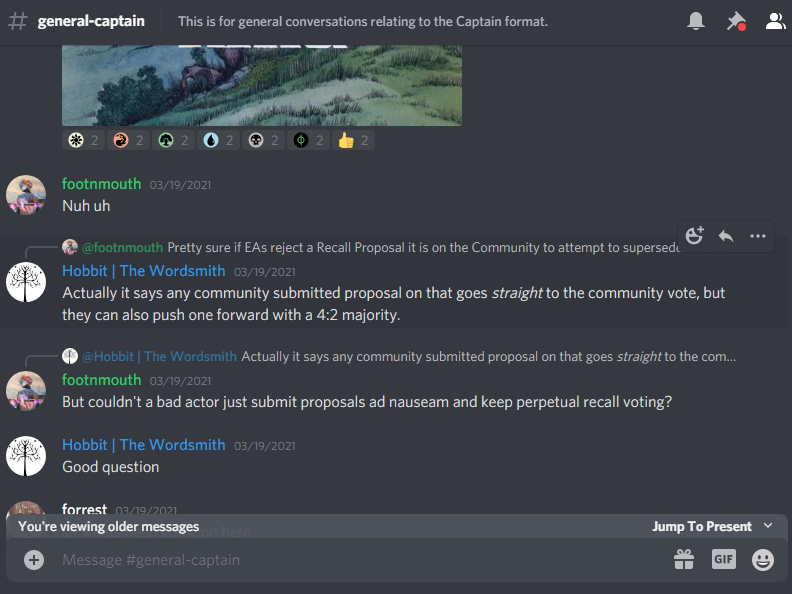 general-captain
This is for general conversations relating to the Captain format.
2 2 2 2 2 2 2
footnmouth 03/19/2021
Nuh uh
@footnmouth Pretty sure if EAs reject a Recall Proposal it is on the Community to attempt to supersede
Hobbit | The Wordsmith 03/19/2021
Actually it says any community submitted proposal on that goes straight to the community vote, but
they can also push one forward with a 4:2 majority.
@Hobbit | The Wordsmith Actually it says any community submitted proposal on that goes straight to the com...
footnmouth 03/19/2021
But couldn't a bad actor just submit proposals ad nauseam and keep perpetual recall voting?
Hobbit | The Wordsmith 03/19/2021
Good question
forrest 03/19/2021
You're viewing older messages Jump To Present
on here
Message #general-captain GIF